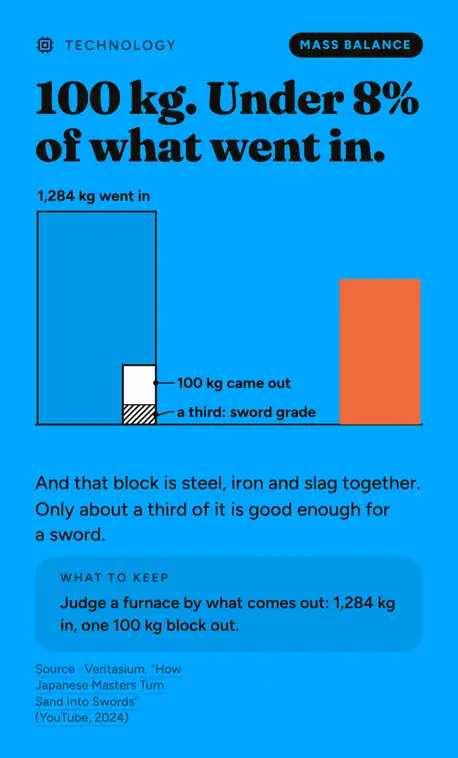 TECHNOLOGY
MASS BALANCE
100 kg. Under 8%
of what went in.
1,284 kg went in
100 kg came out
a third: sword grade
And that block is steel, iron and slag together.
Only about a third of it is good enough for
a sword.
WHAT TO KEEP
Judge a furnace by what comes out: 1,284 kg
in, one 100 kg block out.
Source · Veritasium, "How
Japanese Masters Turn
Sand Into Swords"
(YouTube, 2024)